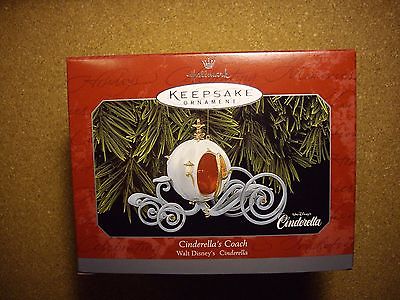 Hallmark
KEEPSAKE
ORNAMENT
WALT DISNEY'S
Cinderella
Cinderella's Coach
Walt Disney's Cinderella